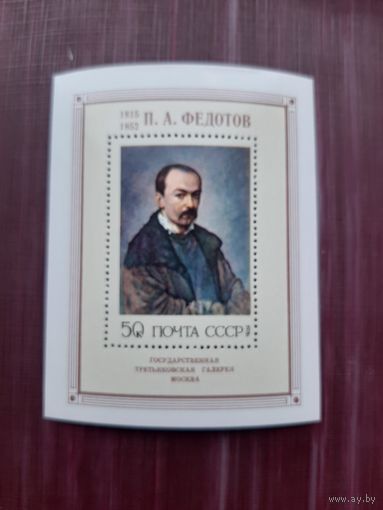 1815
1852
П. А. ФЕДОТОВ
50к ПОЧТА СССР
ГОСУДАРСТВЕННАЯ
ТРЕТЬЯКОВСКАЯ ГАЛЕРЕЯ
МОСКВА
www.ay.by